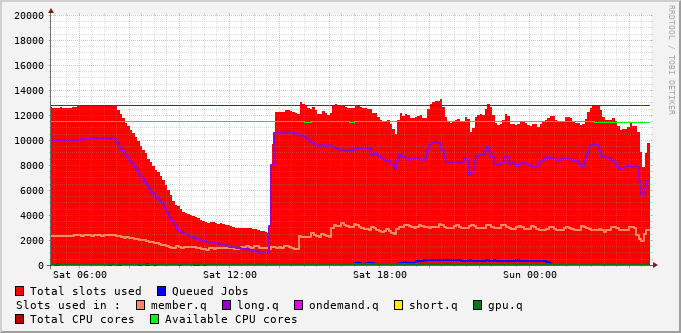 20000
18000
16000
14000
12000
10000
8000
6000
4000
2000
0
Sat 06:00 Sat 12:00 Sat 18:00 Sun 00:00
RRDTOOL / TOBI OETIKER
Total slots used Queued Jobs
Slots used in : member.q long.q ondemand.q short.q gpu.q
Total CPU cores Available CPU cores